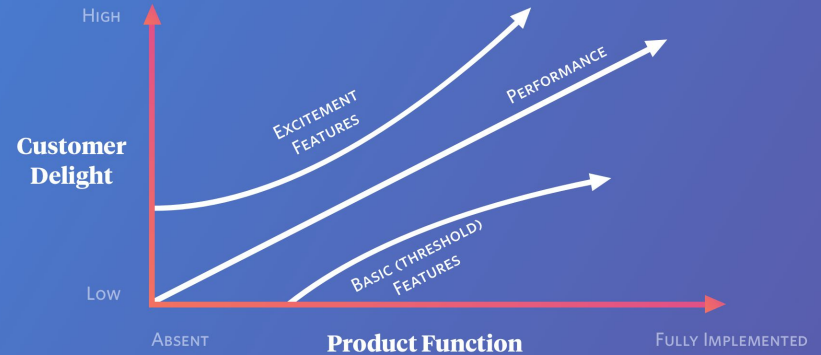 High
Customer
Delight
Low
Excitement
Features
Performance
Basic (threshold)
Features
Absent
Product Function
Fully Implemented